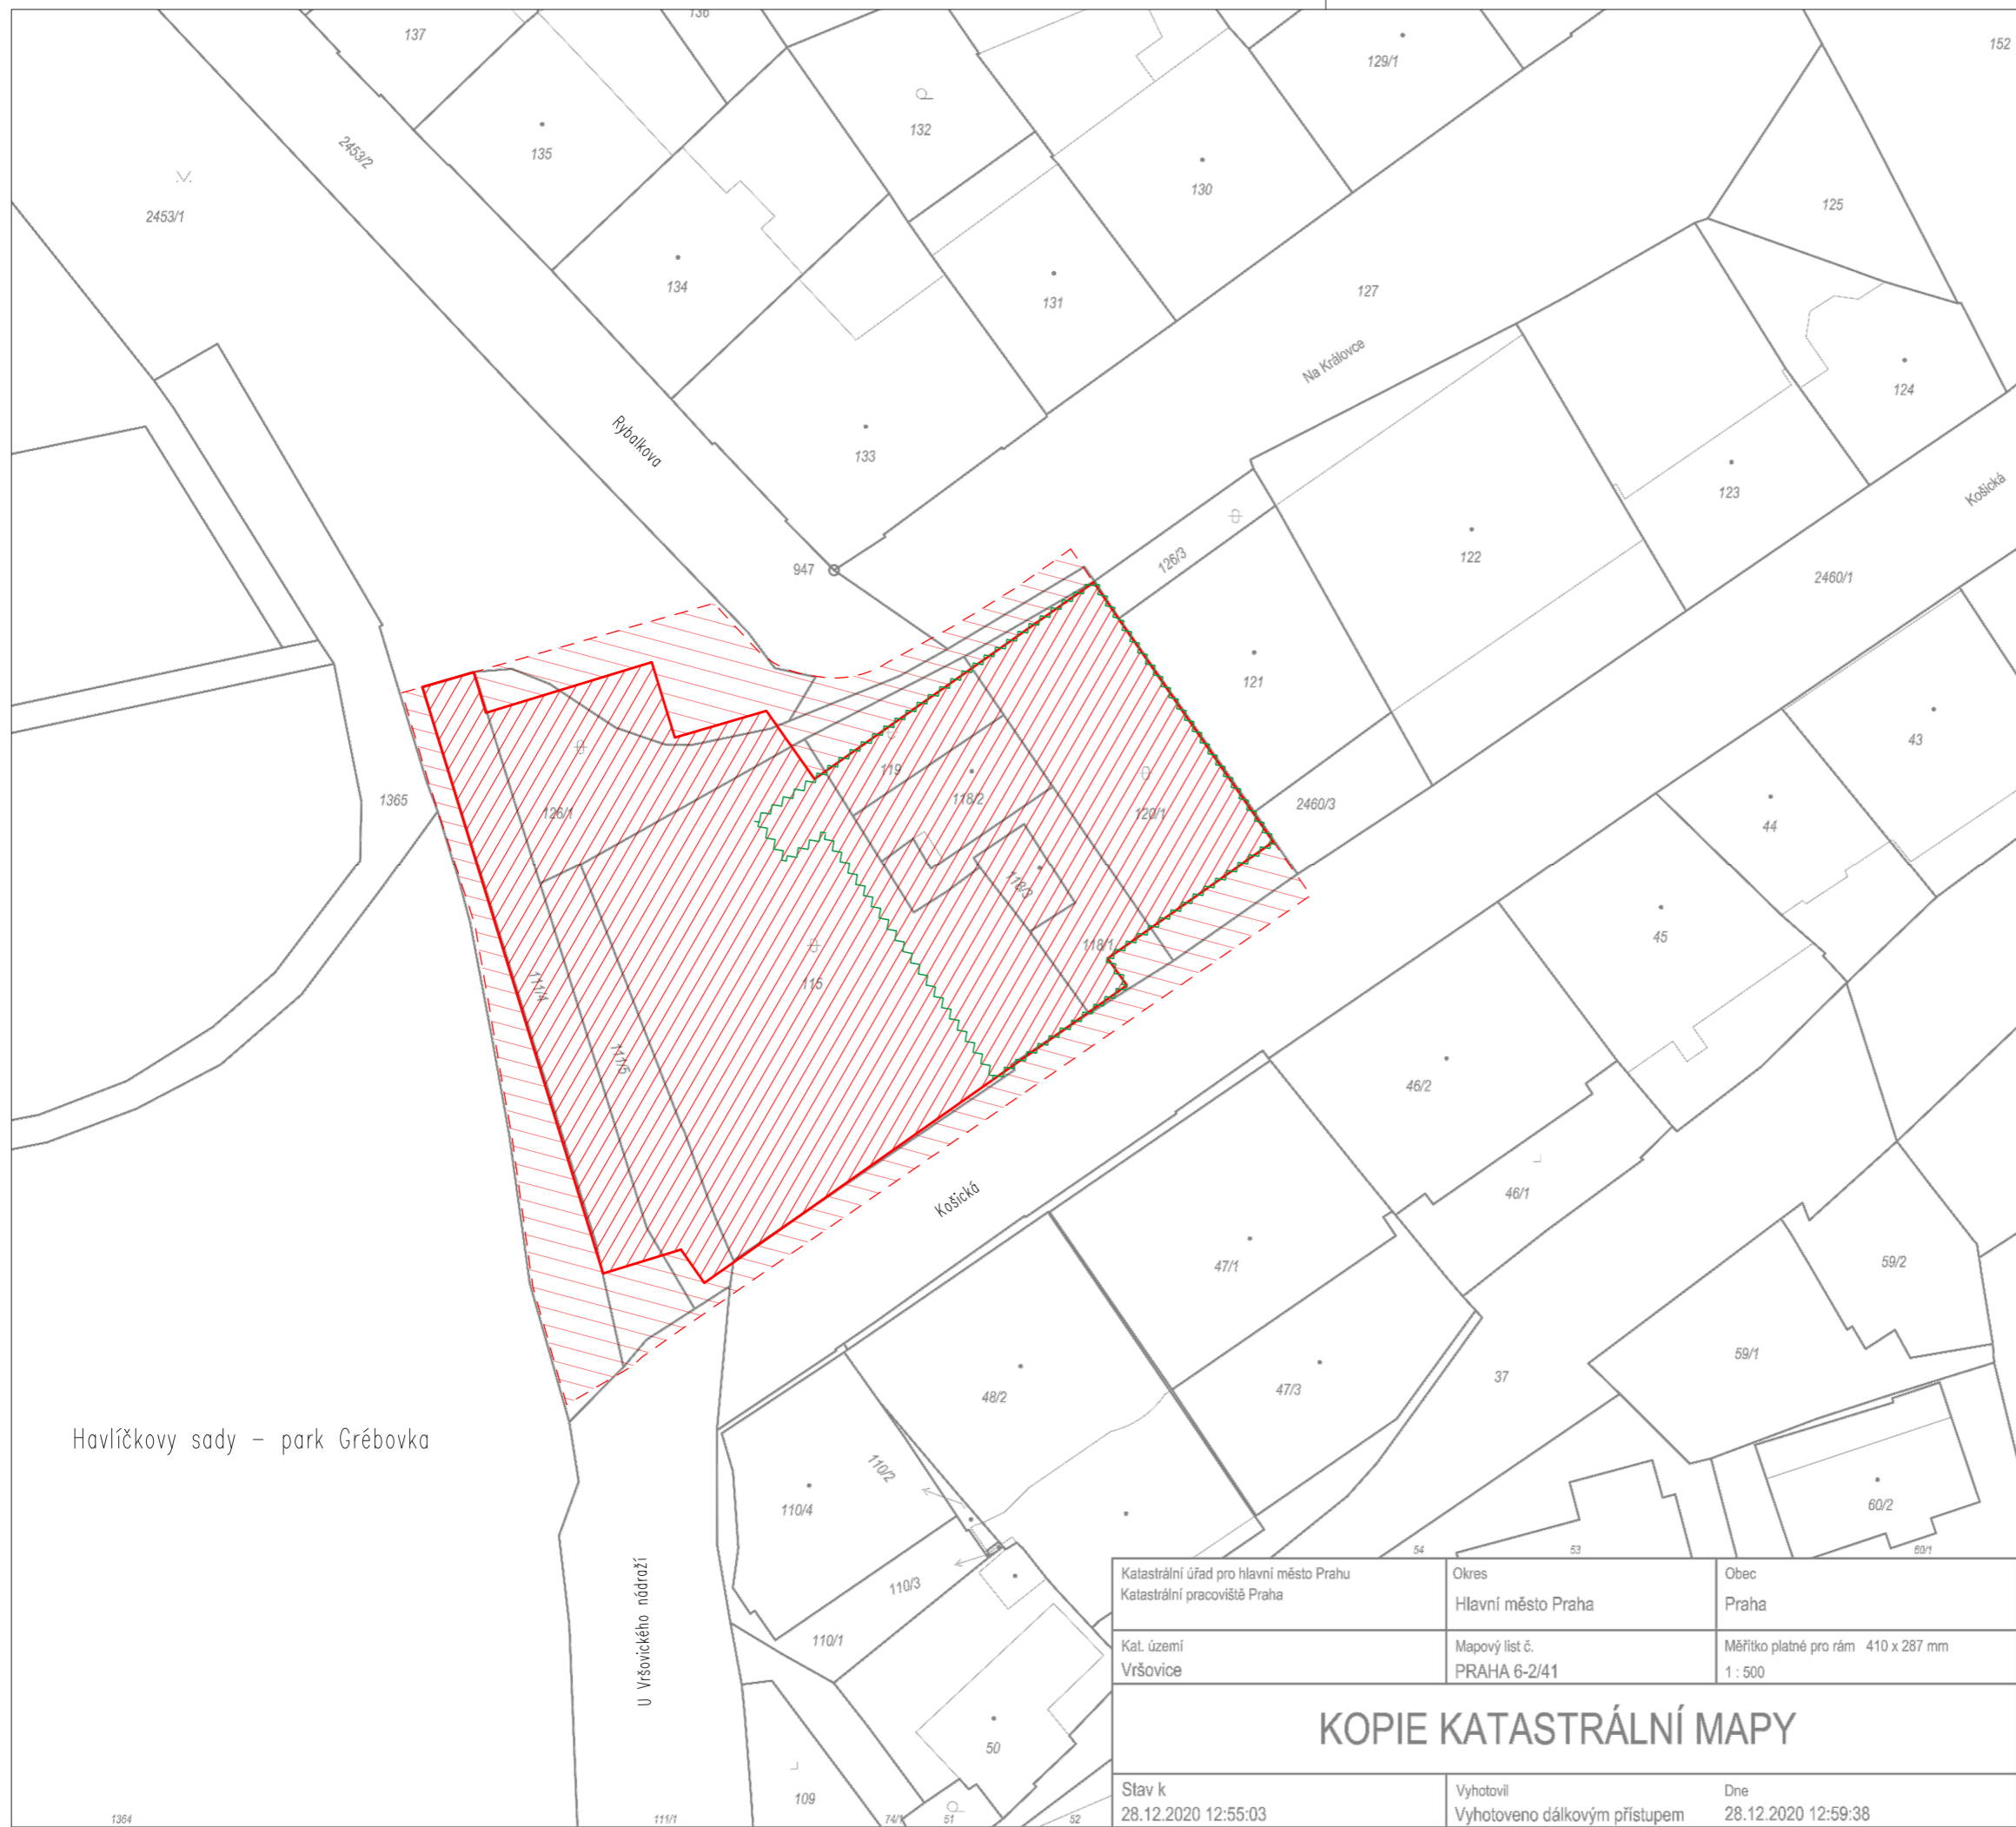 137
136
129/1
152
2453/2
135
132
130
2453/1
125
134
131
127
Na Královce
124
Rybalkova
133
123
Košická
122
126/3
947
2460/1
121
43
1365
126/1
119
118/2
120/1
2460/3
44
118/3
45
118/1
111/4
115
111/5
46/2
Košická
46/1
47/1
59/2
59/1
48/2
47/3
37
Havlíčkovy sady – park Grébovka
110/2
110/4
60/2
54
53
69/1
110/3
110/1
U Vršovického nádraží
50
109
1364
111/1
74/1
51
52
Katastrální úřad pro hlavní město Prahu
Katastrální pracoviště Praha
Okres
Hlavní město Praha
Obec
Praha
Kat. území
Vršovice
Mapový list č.
PRAHA 6-2/41
Měřítko platné pro rám 410 x 287 mm
1 : 500
KOPIE KATASTRÁLNÍ MAPY
Stav k
28.12.2020 12:55:03
Vyhotovil
Vyhotoveno dálkovým přístupem
Dne
28.12.2020 12:59:38